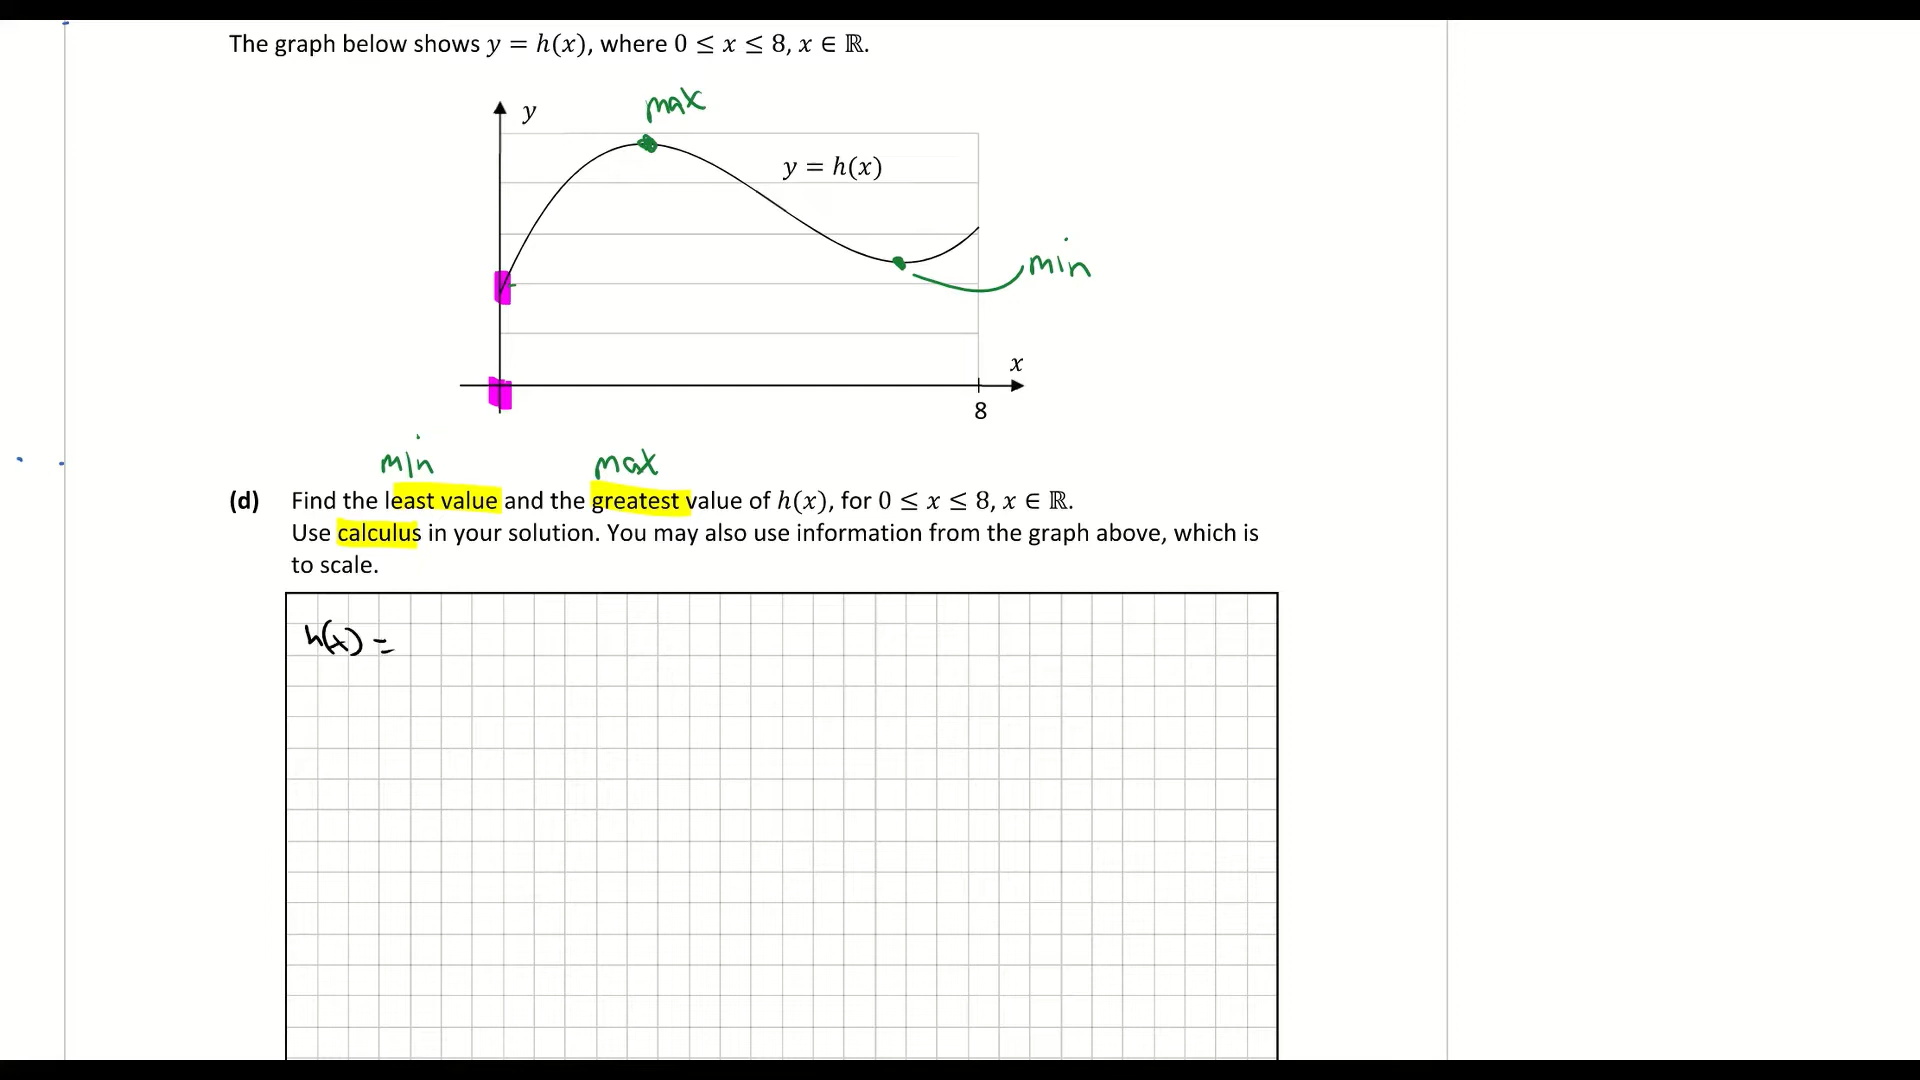 The graph below shows y = h(x), where 0 ≤ x ≤ 8, x ∈ ℝ.
max
y
y = h(x)
min
x
8
min max
(d) Find the least value and the greatest value of h(x), for 0 ≤ x ≤ 8, x ∈ ℝ.
Use calculus in your solution. You may also use information from the graph above, which is
to scale.
h(x) =